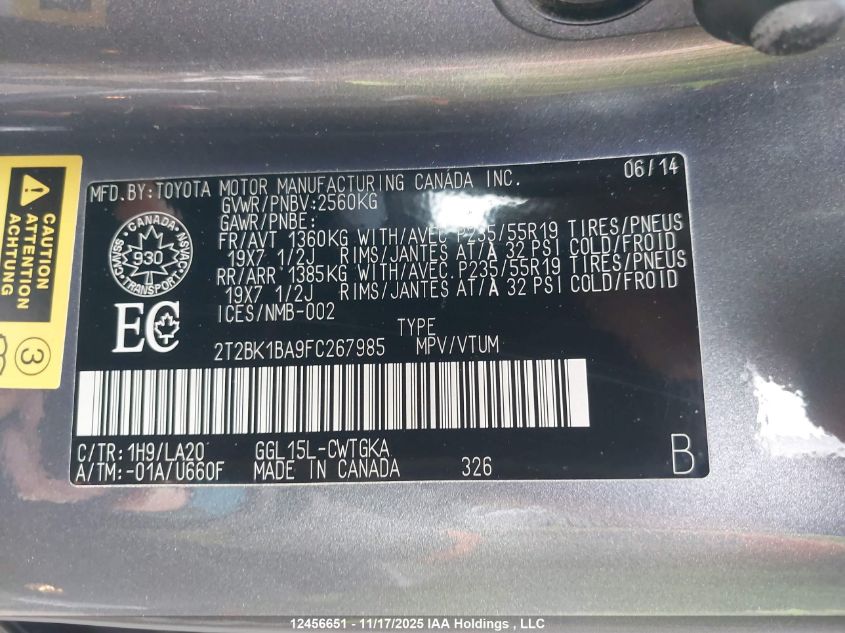 MFD.BY:TOYOTA MOTOR MANUFACTURING CANADA INC. 06/14
GVWR/PNBV:2560KG
GAWR/PNBE:
FR/AVT 1360KG WITH/AVEC P235/55R19 TIRES/PNEUS
19X7 1/2J RIMS/JANTES AT/À 32 PSI COLD/FROID
RR/ARR 1385KG WITH/AVEC.P235/55R19 TIRES/PNEUS
19X7 1/2J RIMS/JANTES AT/À 32 PSI COLD/FROID
ICES/NMB-002
TYPE
2T2BK1BA9FC267985 MPV/VTUM
C/TR:1H9/LA20 GGL15L-CWTGKA
A/TM:-01A/U660F MADE IN CANADA 326 B
CANADA
930
TRANSPORT
CMVSS
NSVAC
EC
CAUTION
ATTENTION
ACHTUNG
3
12456651 - 11/17/2025 IAA Holdings, LLC